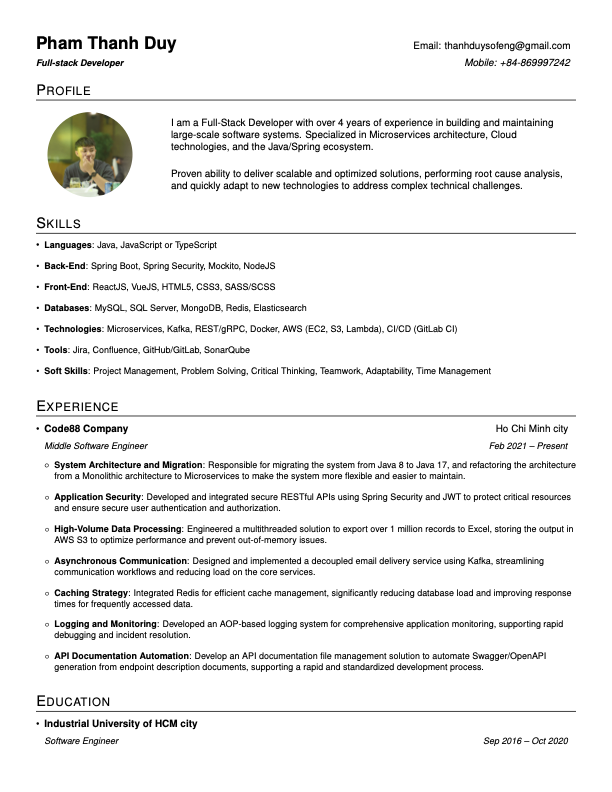 Pham Thanh Duy
Email: thanhduysofeng@gmail.com
Full-stack Developer
Mobile: +84-869997242
PROFILE
I am a Full-Stack Developer with over 4 years of experience in building and maintaining
large-scale software systems. Specialized in Microservices architecture, Cloud
technologies, and the Java/Spring ecosystem.
Proven ability to deliver scalable and optimized solutions, performing root cause analysis,
and quickly adapt to new technologies to address complex technical challenges.
SKILLS
• Languages: Java, JavaScript or TypeScript
• Back-End: Spring Boot, Spring Security, Mockito, NodeJS
• Front-End: ReactJS, VueJS, HTML5, CSS3, SASS/SCSS
• Databases: MySQL, SQL Server, MongoDB, Redis, Elasticsearch
• Technologies: Microservices, Kafka, REST/gRPC, Docker, AWS (EC2, S3, Lambda), CI/CD (GitLab CI)
• Tools: Jira, Confluence, GitHub/GitLab, SonarQube
• Soft Skills: Project Management, Problem Solving, Critical Thinking, Teamwork, Adaptability, Time Management
EXPERIENCE
• Code88 Company
Ho Chi Minh city
Middle Software Engineer
Feb 2021 – Present
○ System Architecture and Migration: Responsible for migrating the system from Java 8 to Java 17, and refactoring the architecture
from a Monolithic architecture to Microservices to make the system more flexible and easier to maintain.
○ Application Security: Developed and integrated secure RESTful APIs using Spring Security and JWT to protect critical resources
and ensure secure user authentication and authorization.
○ High-Volume Data Processing: Engineered a multithreaded solution to export over 1 million records to Excel, storing the output in
AWS S3 to optimize performance and prevent out-of-memory issues.
○ Asynchronous Communication: Designed and implemented a decoupled email delivery service using Kafka, streamlining
communication workflows and reducing load on the core services.
○ Caching Strategy: Integrated Redis for efficient cache management, significantly reducing database load and improving response
times for frequently accessed data.
○ Logging and Monitoring: Developed an AOP-based logging system for comprehensive application monitoring, supporting rapid
debugging and incident resolution.
○ API Documentation Automation: Develop an API documentation file management solution to automate Swagger/OpenAPI
generation from endpoint description documents, supporting a rapid and standardized development process.
EDUCATION
• Industrial University of HCM city
Software Engineer
Sep 2016 – Oct 2020